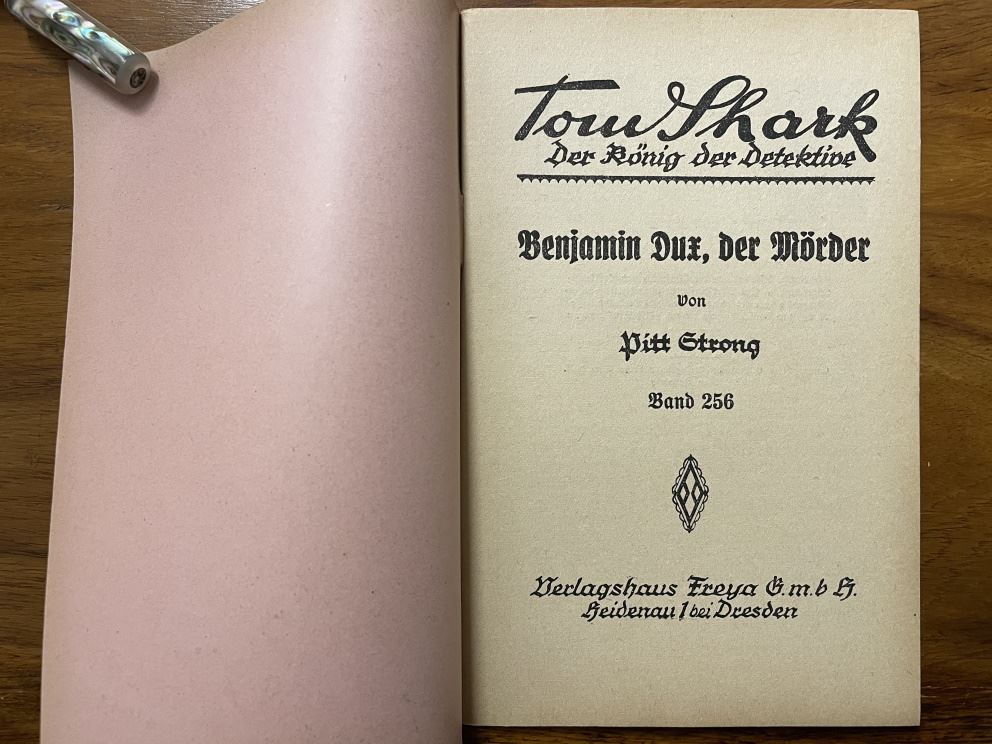 Tom Shark
Der König der Detektive
Benjamin Dux, der Mörder
von
Pitt Strong
Band 256
Verlagshaus Freya G.m.b H.
Heidenau 1 bei Dresden